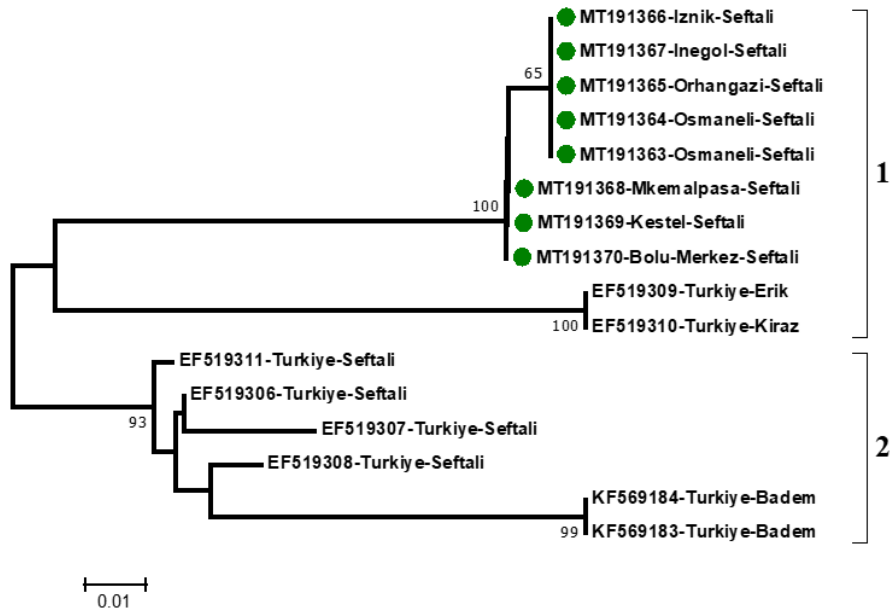 MT191366-Iznik-Seftali
MT191367-Inegol-Seftali
65
MT191365-Orhangazi-Seftali
MT191364-Osmaneli-Seftali
MT191363-Osmaneli-Seftali
1
MT191368-Mkemalpasa-Seftali
100
MT191369-Kestel-Seftali
MT191370-Bolu-Merkez-Seftali
EF519309-Turkiye-Erik
100
EF519310-Turkiye-Kiraz
EF519311-Turkiye-Seftali
EF519306-Turkiye-Seftali
93
EF519307-Turkiye-Seftali
2
EF519308-Turkiye-Seftali
KF569184-Turkiye-Badem
99
KF569183-Turkiye-Badem
0.01